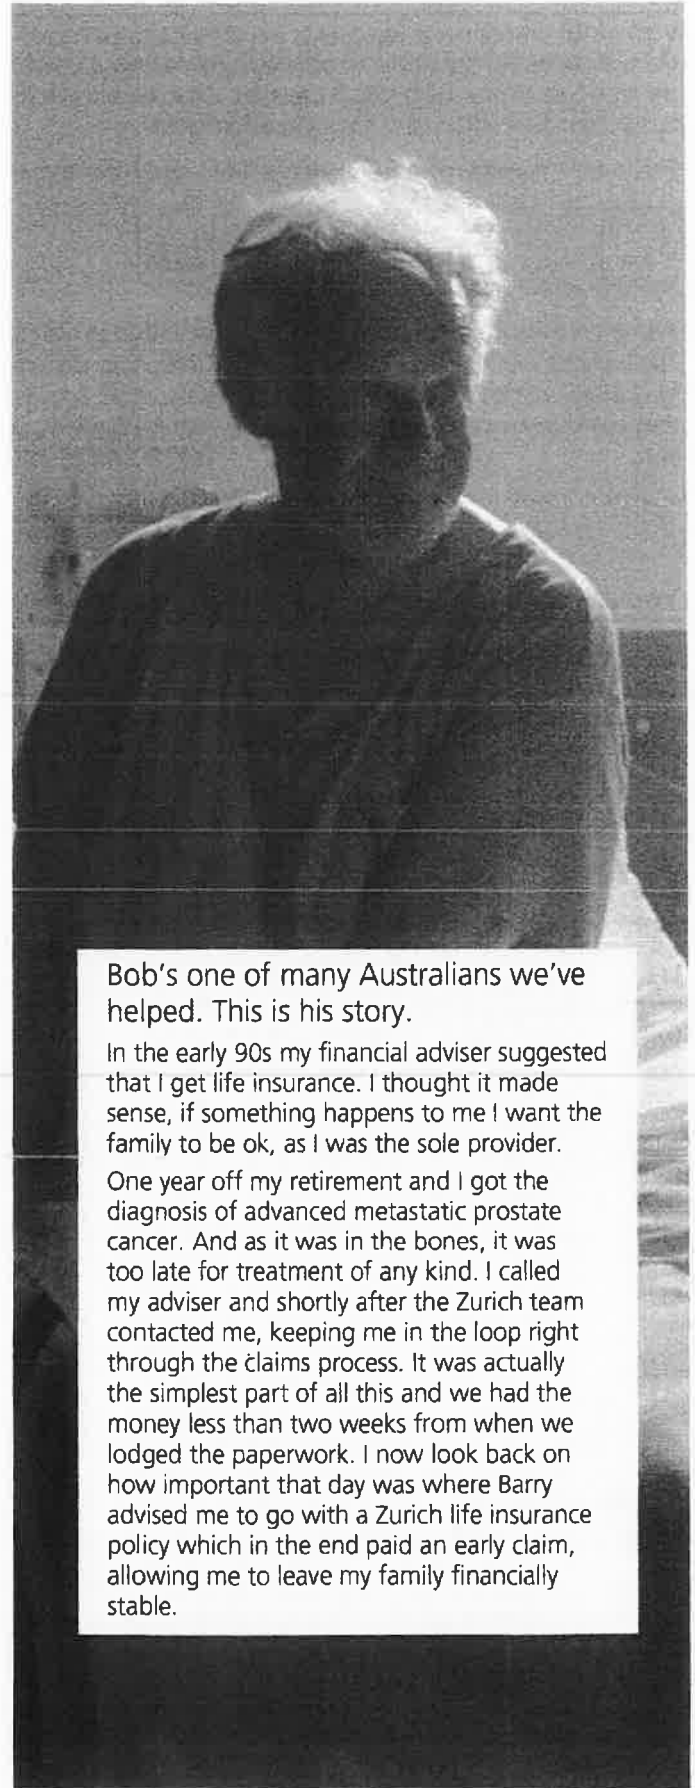 Bob's one of many Australians we've
helped. This is his story.
In the early 90s my financial adviser suggested
that I get life insurance. I thought it made
sense, if something happens to me I want the
family to be ok, as I was the sole provider.
One year off my retirement and I got the
diagnosis of advanced metastatic prostate
cancer. And as it was in the bones, it was
too late for treatment of any kind. I called
my adviser and shortly after the Zurich team
contacted me, keeping me in the loop right
through the claims process. It was actually
the simplest part of all this and we had the
money less than two weeks from when we
lodged the paperwork. I now look back on
how important that day was where Barry
advised me to go with a Zurich life insurance
policy which in the end paid an early claim,
allowing me to leave my family financially
stable.